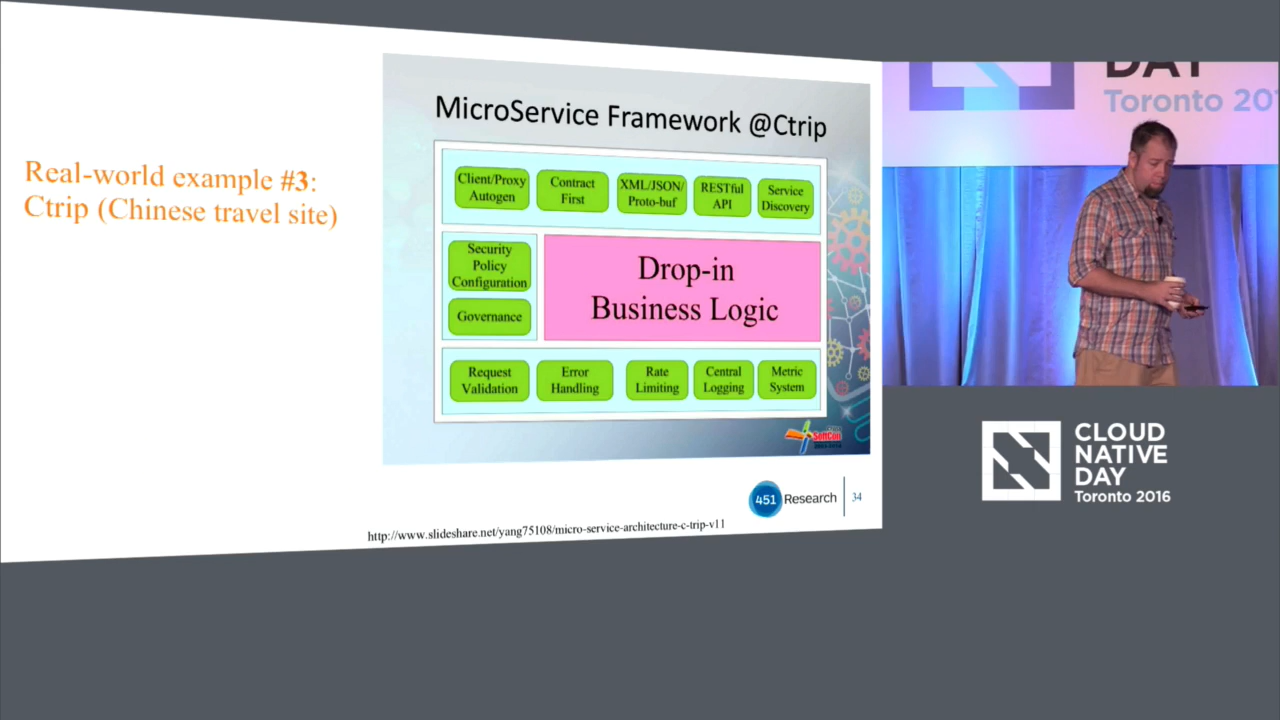 Real-world example #3:
Ctrip (Chinese travel site)
MicroService Framework @Ctrip
Client/Proxy
Autogen
Contract
First
XML/JSON/
Proto-buf
RESTful
API
Service
Discovery
Security
Policy
Configuration
Governance
Drop-in
Business Logic
Request
Validation
Error
Handling
Rate
Limiting
Central
Logging
Metric
System
SoftCon
451 Research
34
http://www.slideshare.net/yang75108/micro-service-architecture-c-trip-v11
DAY
Toronto 201
CLOUD
NATIVE
DAY
Toronto 2016